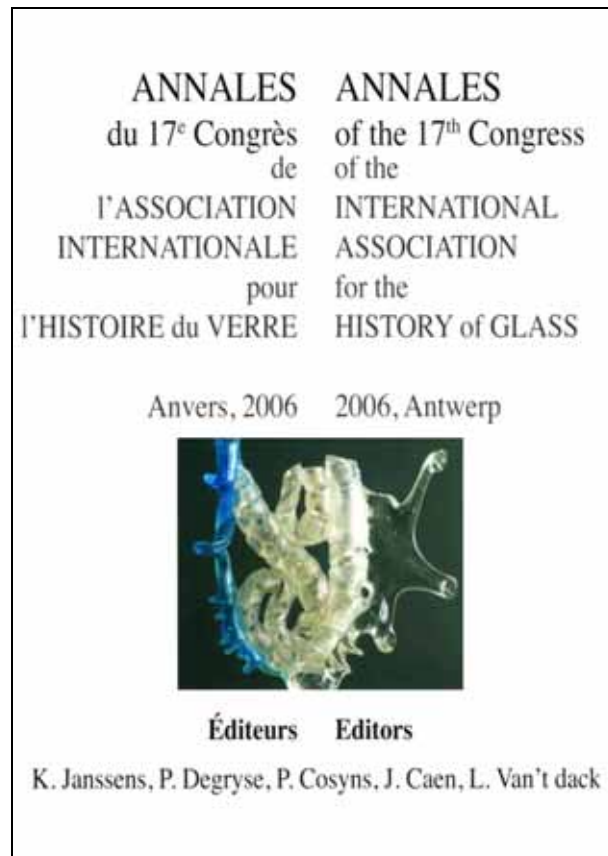 ANNALES
du 17e Congrès
de
l'ASSOCIATION
INTERNATIONALE
pour
l'HISTOIRE du VERRE
Anvers, 2006
ANNALES
of the 17th Congress
of the
INTERNATIONAL
ASSOCIATION
for the
HISTORY of GLASS
2006, Antwerp
Éditeurs
Editors
K. Janssens, P. Degryse, P. Cosyns, J. Caen, L. Van't dack